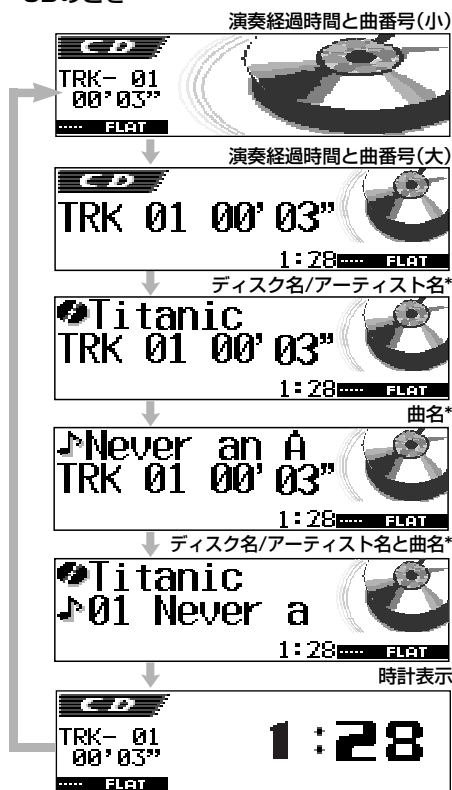 CDのとき
演奏経過時間と曲番号(小)
CD
TRK- 01
00'03"
FLAT
演奏経過時間と曲番号(大)
CD
TRK 01 00'03"
1:28 FLAT
ディスク名/アーティスト名*
Titanic
TRK 01 00'03"
1:28 FLAT
曲名*
Never an A
TRK 01 00'03"
1:28 FLAT
ディスク名/アーティスト名と曲名*
Titanic
01 Never a
1:28 FLAT
時計表示
CD
TRK- 01
00'03"
1:28
FLAT